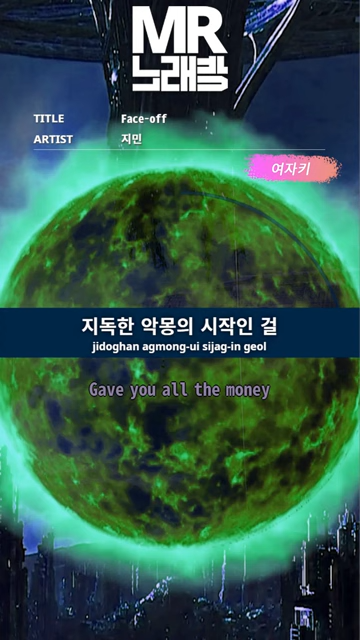 MR
노래방
TITLE Face-off
ARTIST 지민
여자키
지독한 악몽의 시작인 걸
jidoghan agmong-ui sijag-in geol
Gave you all the money